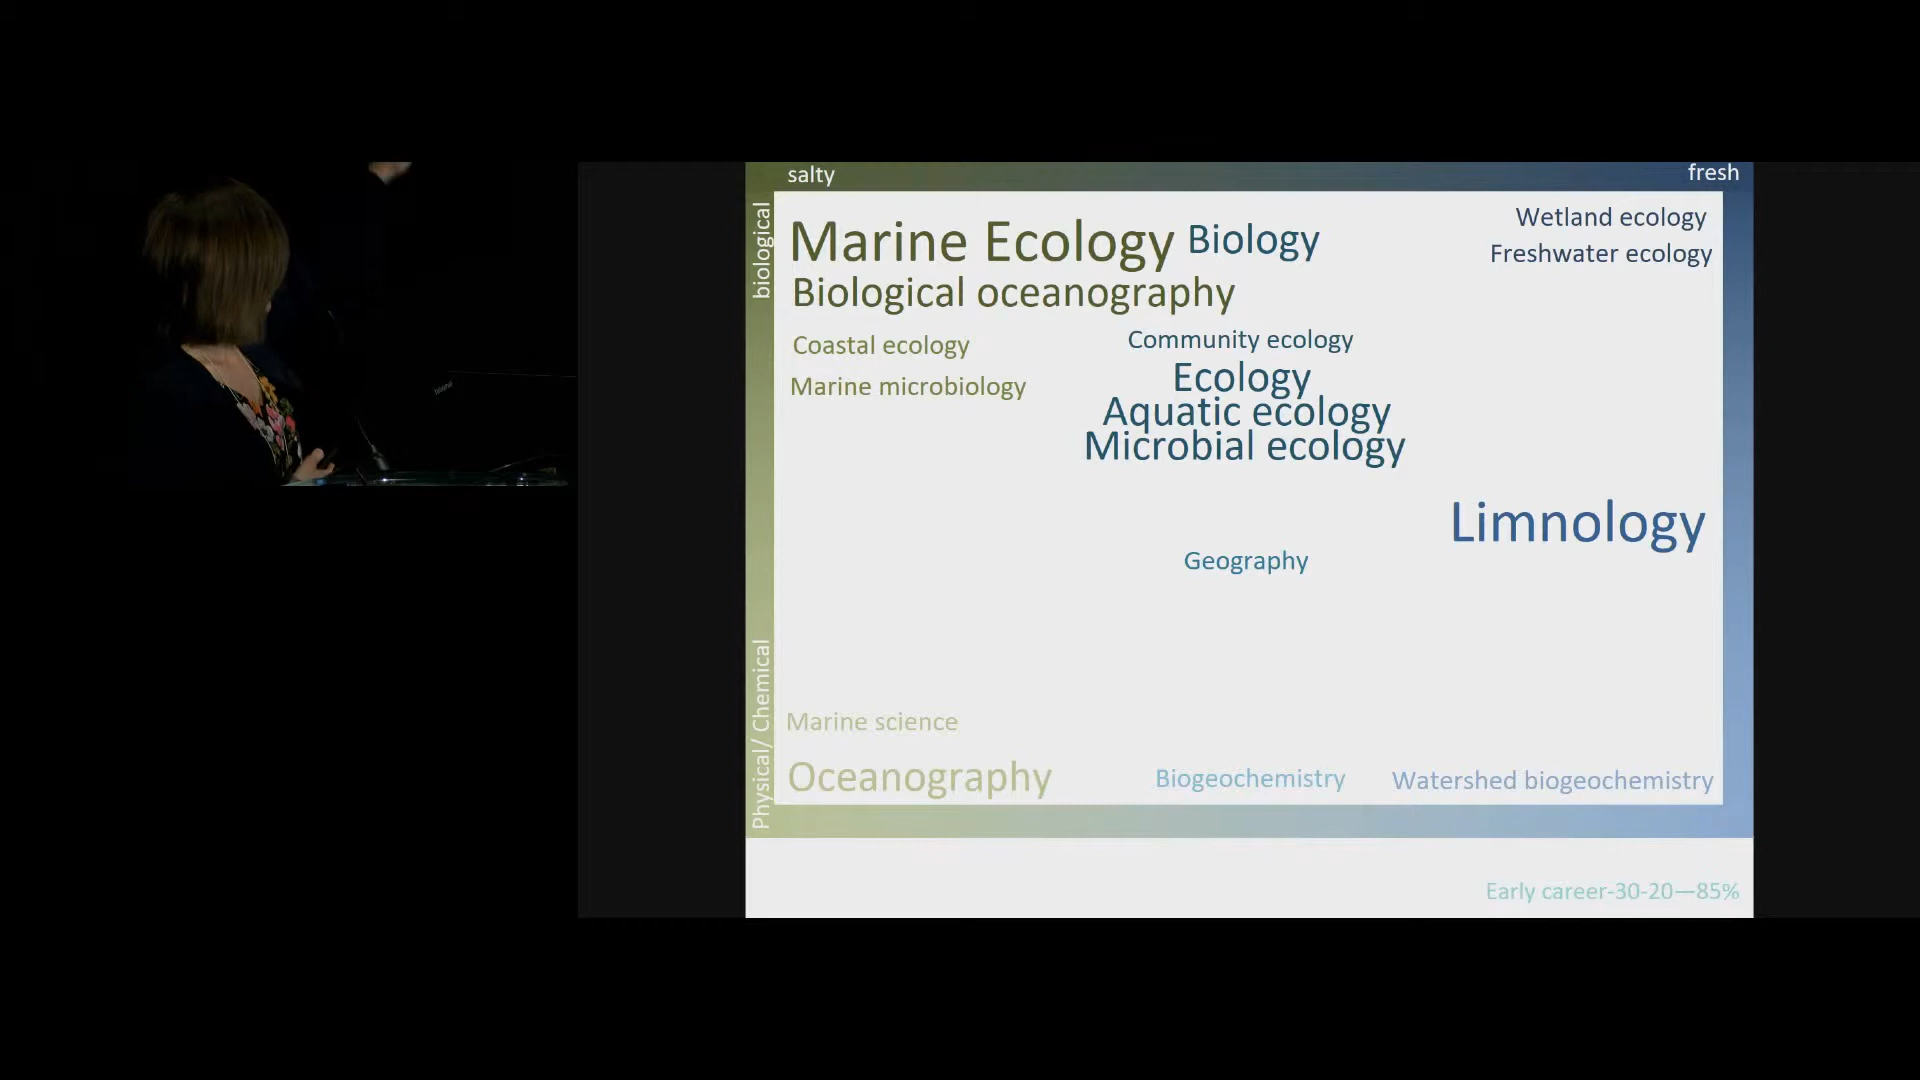 salty
fresh
biological
Marine Ecology
Biology
Wetland ecology
Freshwater ecology
Biological oceanography
Coastal ecology
Community ecology
Marine microbiology
Ecology
Aquatic ecology
Microbial ecology
Limnology
Geography
Physical/ Chemical
Marine science
Oceanography
Biogeochemistry
Watershed biogeochemistry
Early career-30-20—85%